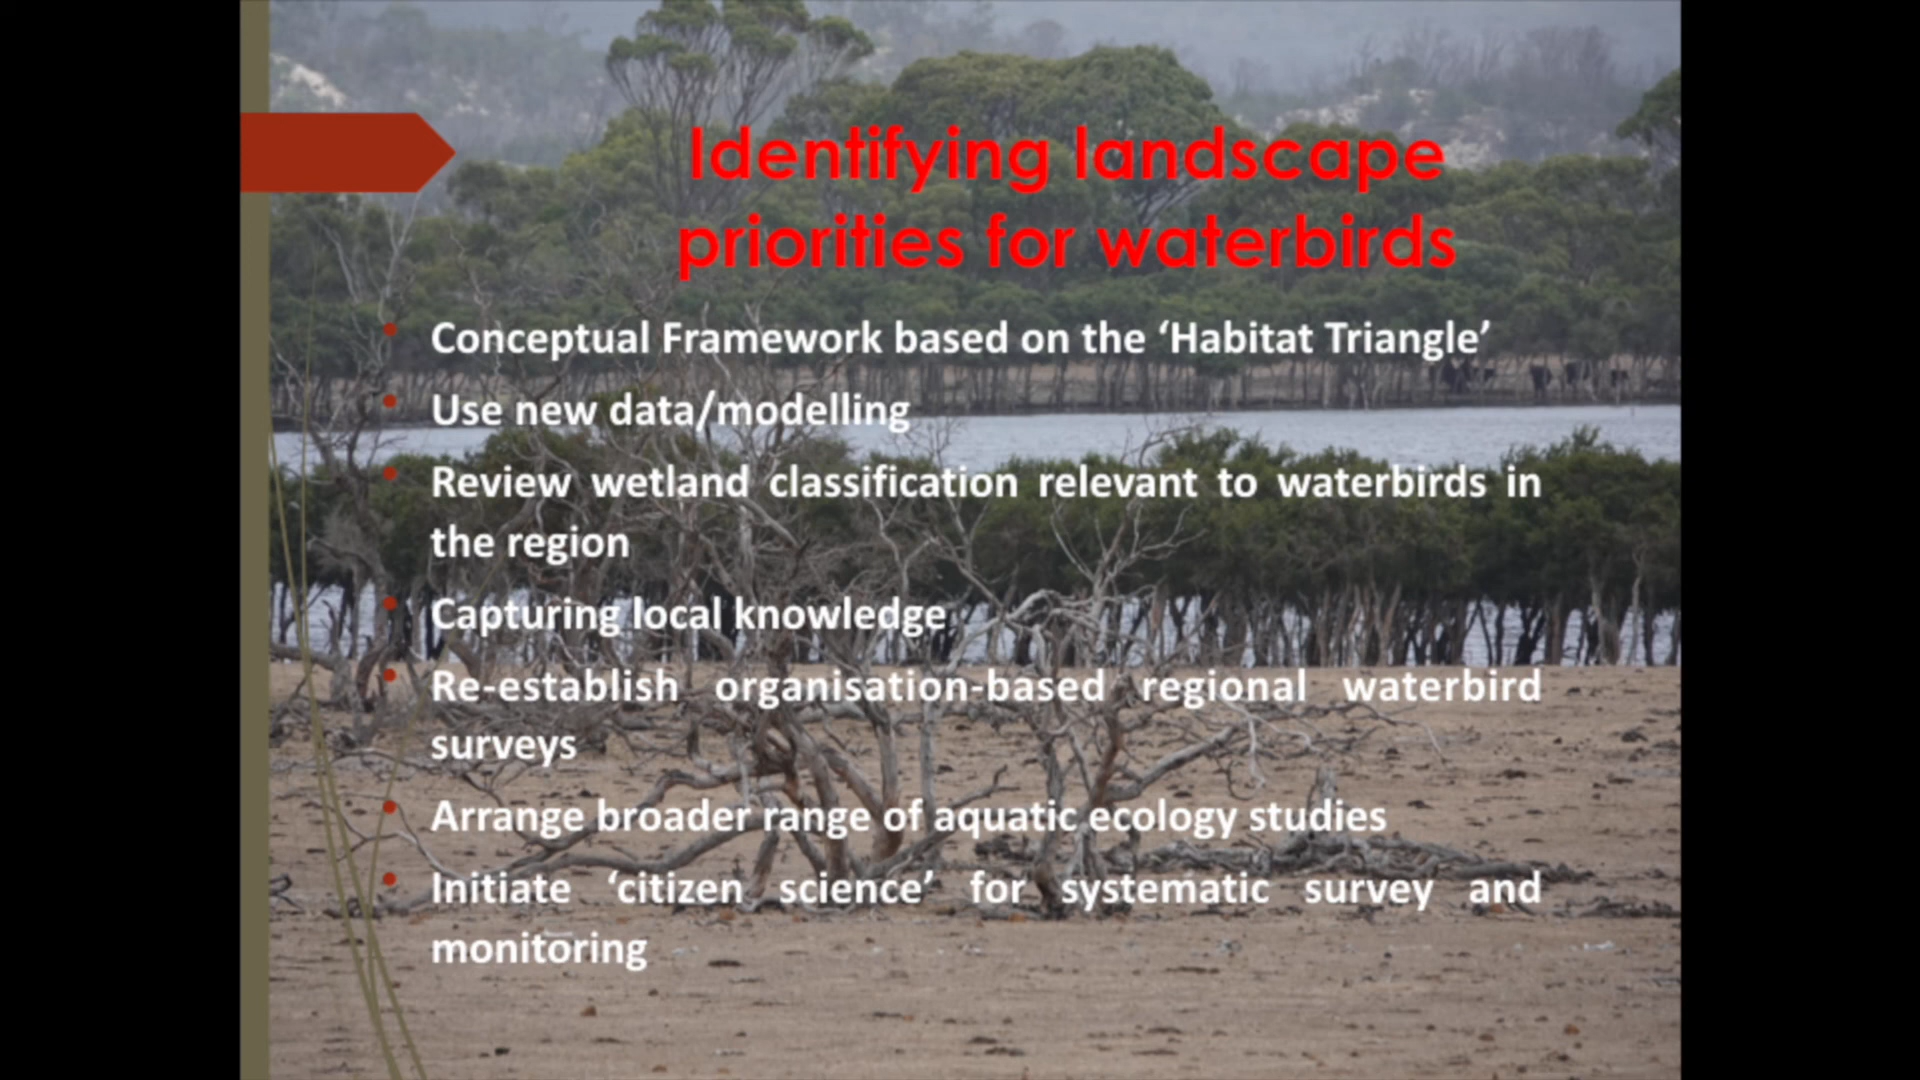 Identifying landscape
priorities for waterbirds
Conceptual Framework based on the ‘Habitat Triangle’
Use new data/modelling
Review wetland classification relevant to waterbirds in
the region
Capturing local knowledge
Re-establish organisation-based regional waterbird
surveys
Arrange broader range of aquatic ecology studies
Initiate ‘citizen science’ for systematic survey and
monitoring